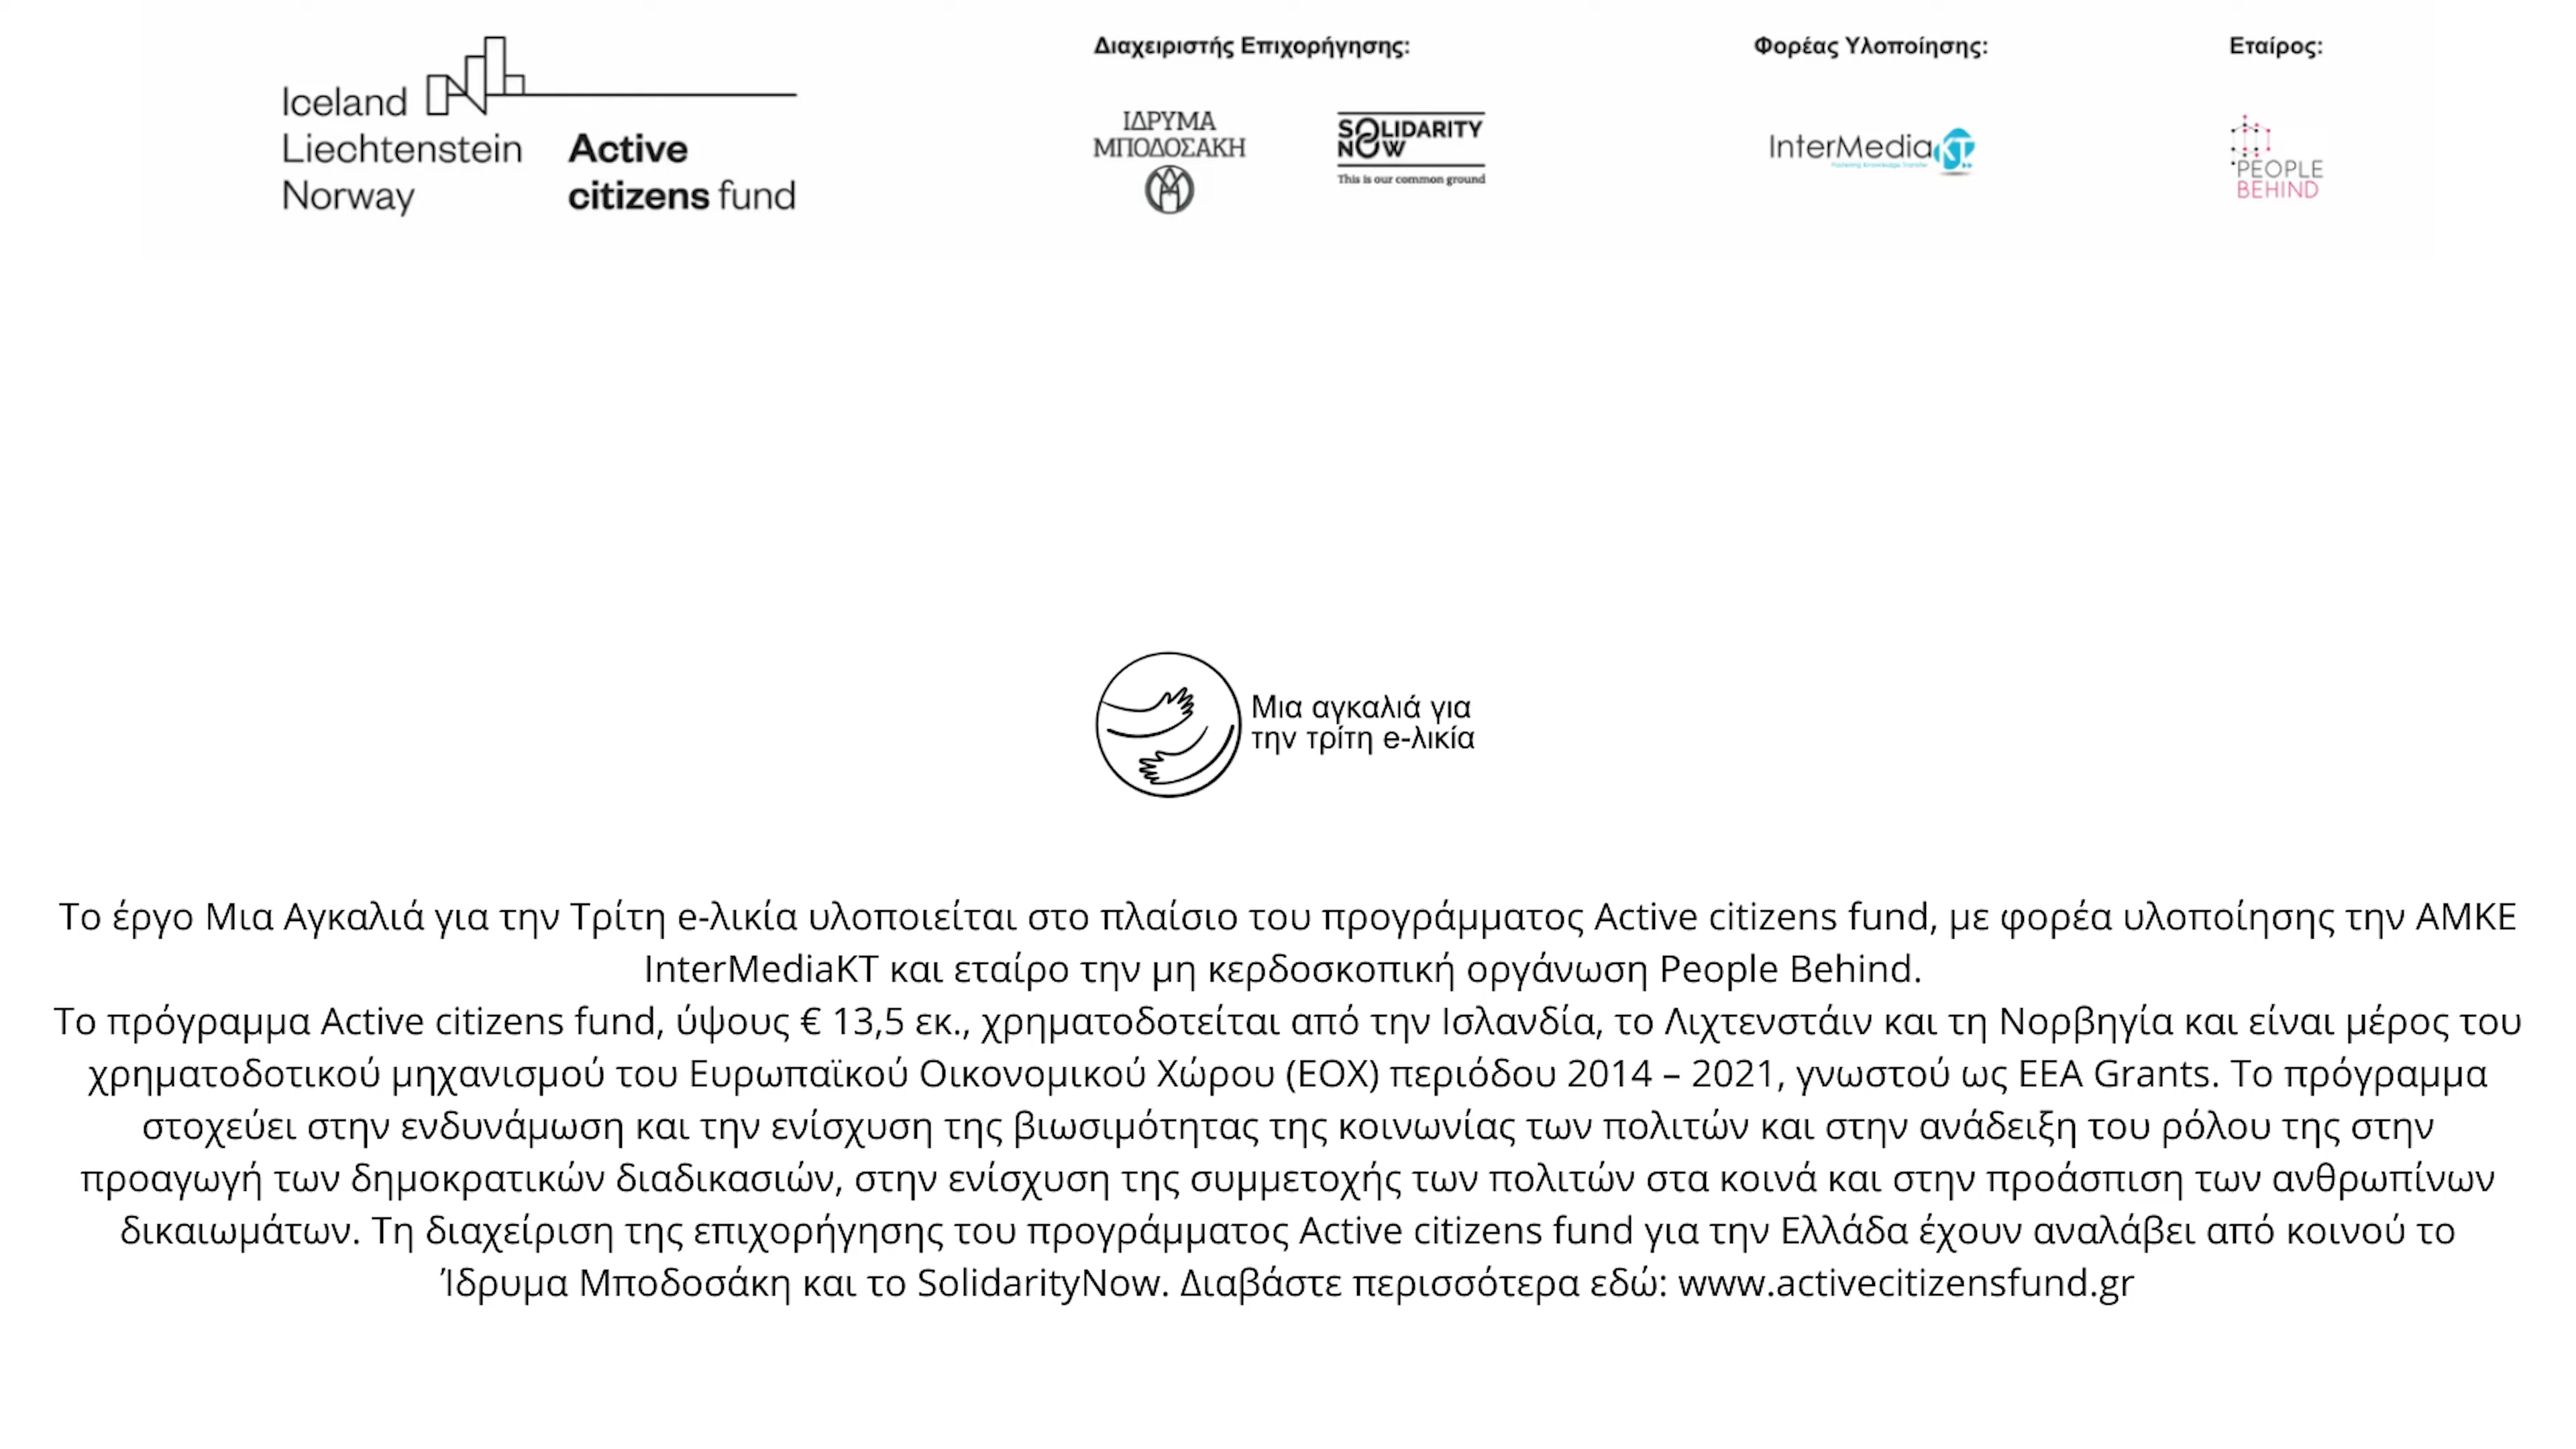 Iceland
Liechtenstein
Norway
Active
citizens fund
Διαχειριστής Επιχορήγησης:
ΙΔΡΥΜΑ
ΜΠΟΔΟΣΑΚΗ
SOLIDARITY
NOW
This is our common ground
Φορέας Υλοποίησης:
InterMediaKT
Εταίρος:
PEOPLE
BEHIND
Μια αγκαλιά για
την τρίτη e-λικία
Το έργο Μια Αγκαλιά για την Τρίτη e-λικία υλοποιείται στο πλαίσιο του προγράμματος Active citizens fund, με φορέα υλοποίησης την ΑΜΚΕ
InterMediaKT και εταίρο την μη κερδοσκοπική οργάνωση People Behind.
Το πρόγραμμα Active citizens fund, ύψους € 13,5 εκ., χρηματοδοτείται από την Ισλανδία, το Λιχτενστάιν και τη Νορβηγία και είναι μέρος του
χρηματοδοτικού μηχανισμού του Ευρωπαϊκού Οικονομικού Χώρου (ΕΟΧ) περιόδου 2014 – 2021, γνωστού ως EEA Grants. Το πρόγραμμα
στοχεύει στην ενδυνάμωση και την ενίσχυση της βιωσιμότητας της κοινωνίας των πολιτών και στην ανάδειξη του ρόλου της στην
προαγωγή των δημοκρατικών διαδικασιών, στην ενίσχυση της συμμετοχής των πολιτών στα κοινά και στην προάσπιση των ανθρωπίνων
δικαιωμάτων. Τη διαχείριση της επιχορήγησης του προγράμματος Active citizens fund για την Ελλάδα έχουν αναλάβει από κοινού το
Ίδρυμα Μποδοσάκη και το SolidarityNow. Διαβάστε περισσότερα εδώ: www.activecitizensfund.gr